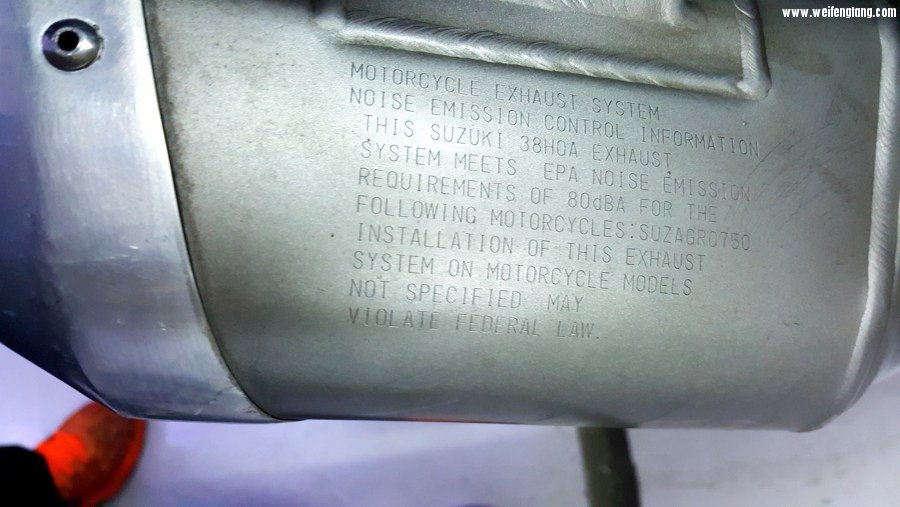 www.weifengtang.com
MOTORCYCLE EXHAUST SYSTEM
NOISE EMISSION CONTROL INFORMATION
THIS SUZUKI 38H0A EXHAUST
SYSTEM MEETS EPA NOISE EMISSION
REQUIREMENTS OF 80dBA FOR THE
FOLLOWING MOTORCYCLES:SUZAGR0750
INSTALLATION OF THIS EXHAUST
SYSTEM ON MOTORCYCLE MODELS
NOT SPECIFIED MAY
VIOLATE FEDERAL LAW.